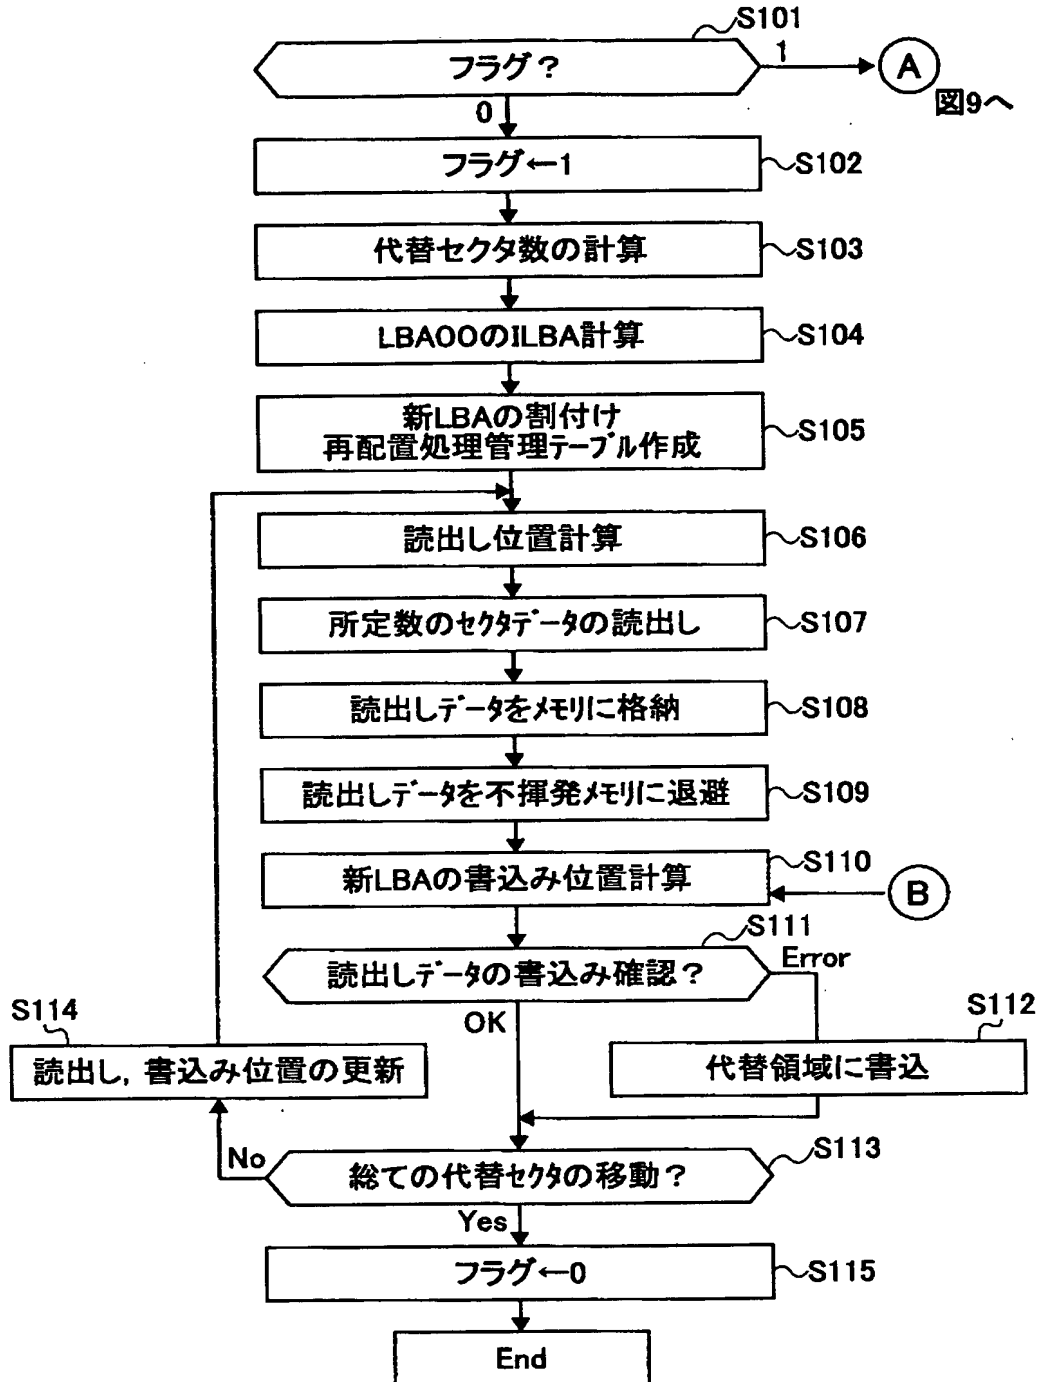 S101
フラグ?
1
A
図9へ
0
フラグ←1
S102
代替セクタ数の計算
S103
LBA00のILBA計算
S104
新LBAの割付け
再配置処理管理テーブル作成
S105
読出し位置計算
S106
所定数のセクタデータの読出し
S107
読出しデータをメモリに格納
S108
読出しデータを不揮発メモリに退避
S109
新LBAの書込み位置計算
S110
B
S111
読出しデータの書込み確認?
Error
OK
S112
代替領域に書込
S114
読出し,書込み位置の更新
No
総ての代替セクタの移動?
S113
Yes
フラグ←0
S115
End